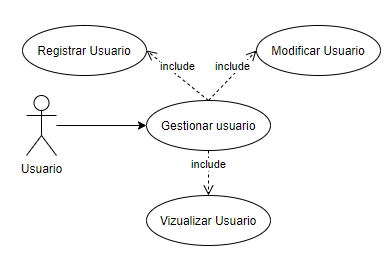 Registrar Usuario
Modificar Usuario
include
include
Gestionar usuario
Usuario
include
Vizualizar Usuario